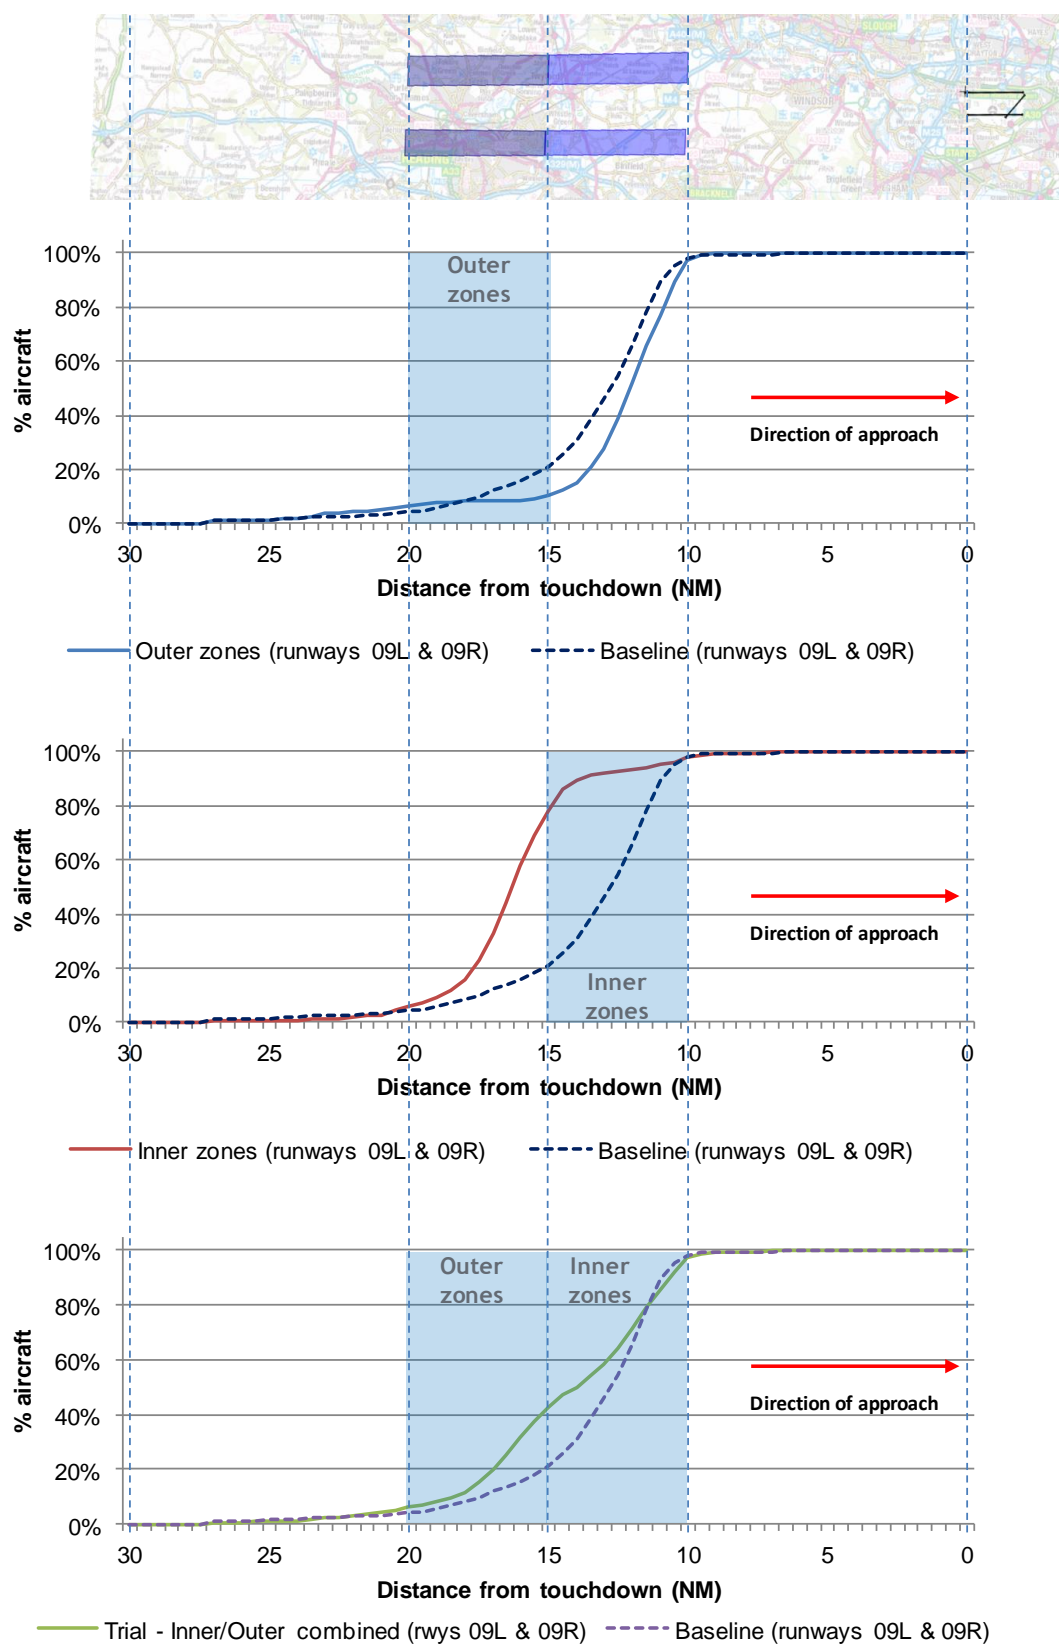 SLOUGH
WINDSOR
BRACKNELL
100%
80%
60%
40%
20%
0%
% aircraft
Outer
zones
Direction of approach
30 25 20 15 10 5 0
Distance from touchdown (NM)
Outer zones (runways 09L & 09R) Baseline (runways 09L & 09R)
100%
80%
60%
40%
20%
0%
% aircraft
Inner
zones
Direction of approach
30 25 20 15 10 5 0
Distance from touchdown (NM)
Inner zones (runways 09L & 09R) Baseline (runways 09L & 09R)
100%
80%
60%
40%
20%
0%
% aircraft
Outer
zones
Inner
zones
Direction of approach
30 25 20 15 10 5 0
Distance from touchdown (NM)
Trial - Inner/Outer combined (rwys 09L & 09R) Baseline (runways 09L & 09R)